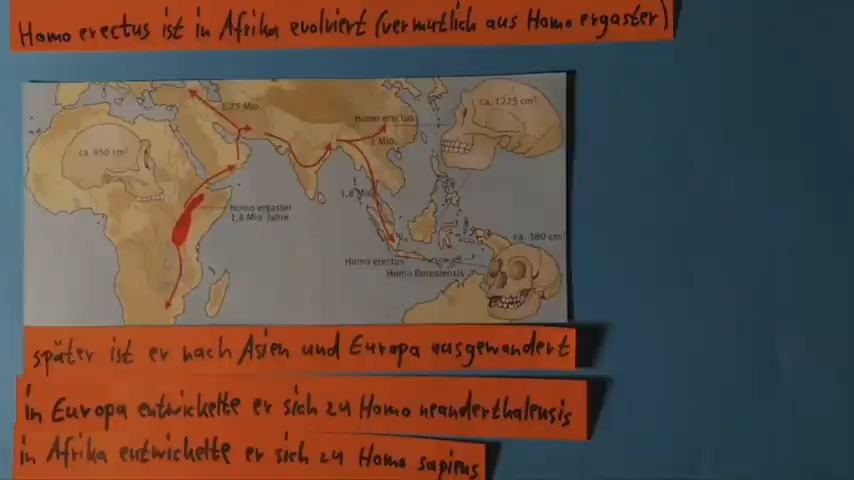 Homo erectus ist in Afrika evolviert (vermutlich aus Homo ergaster)
1,25 Mio.
Homo erectus
1 Mio.
ca. 1225 cm³
ca. 850 cm³
1,8 Mio.
Homo ergaster
1,8 Mio. Jahre
ca. 380 cm³
Homo erectus
Homo floresiensis
später ist er nach Asien und Europa ausgewandert
in Europa entwickelte er sich zu Homo neanderthalensis
in Afrika entwickelte er sich zu Homo sapiens